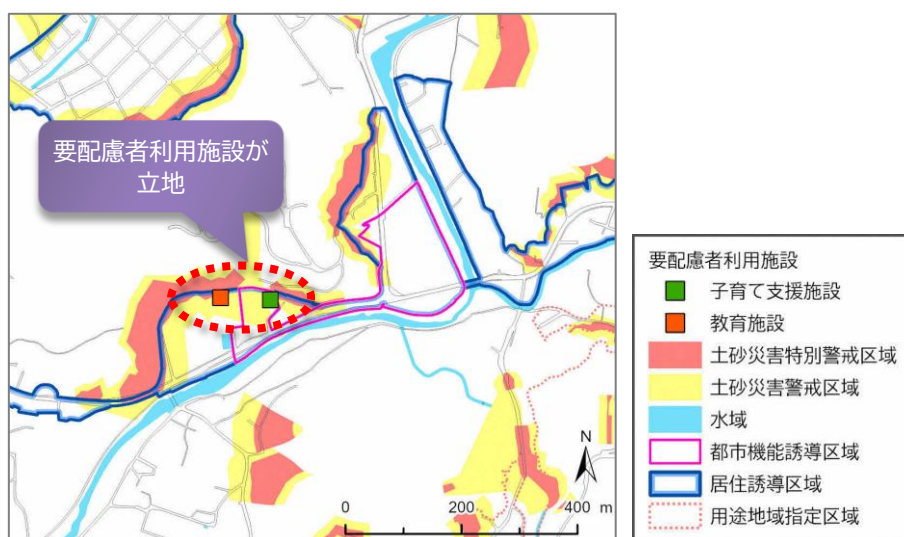 要配慮者利用施設が
立地
N
0 200 400 m
要配慮者利用施設
子育て支援施設
教育施設
土砂災害特別警戒区域
土砂災害警戒区域
水域
都市機能誘導区域
居住誘導区域
用途地域指定区域